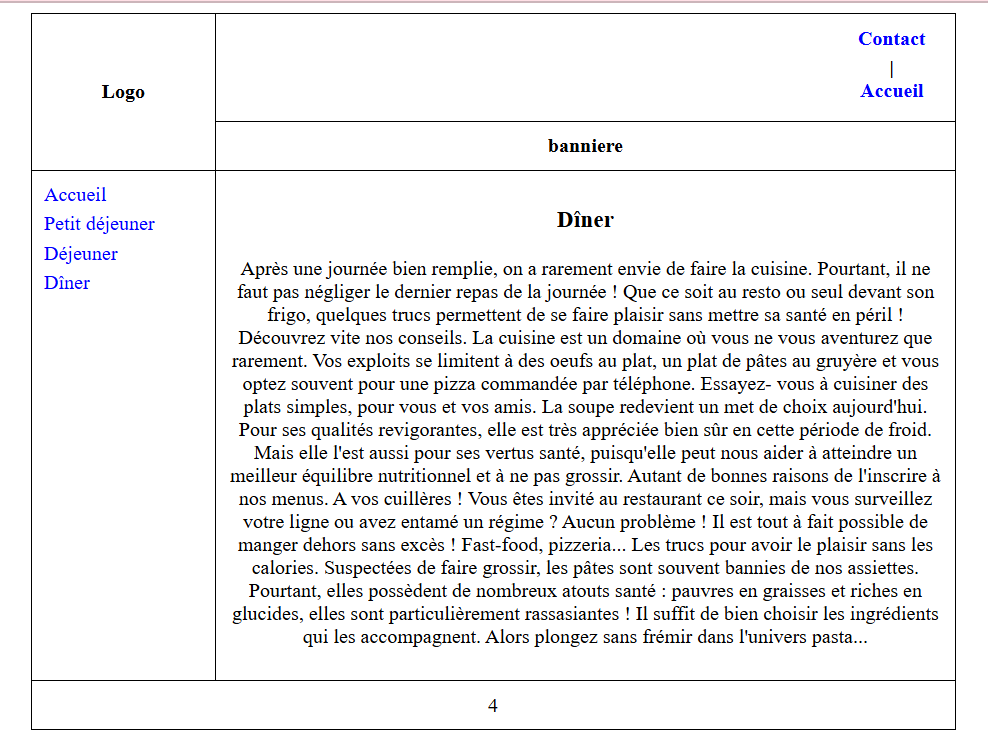 Contact
|
Accueil
Logo
banniere
Accueil
Petit déjeuner
Déjeuner
Dîner
Dîner
Après une journée bien remplie, on a rarement envie de faire la cuisine. Pourtant, il ne
faut pas négliger le dernier repas de la journée ! Que ce soit au resto ou seul devant son
frigo, quelques trucs permettent de se faire plaisir sans mettre sa santé en péril !
Découvrez vite nos conseils. La cuisine est un domaine où vous ne vous aventurez que
rarement. Vos exploits se limitent à des oeufs au plat, un plat de pâtes au gruyère et vous
optez souvent pour une pizza commandée par téléphone. Essayez- vous à cuisiner des
plats simples, pour vous et vos amis. La soupe redevient un met de choix aujourd'hui.
Pour ses qualités revigorantes, elle est très appréciée bien sûr en cette période de froid.
Mais elle l'est aussi pour ses vertus santé, puisqu'elle peut nous aider à atteindre un
meilleur équilibre nutritionnel et à ne pas grossir. Autant de bonnes raisons de l'inscrire à
nos menus. A vos cuillères ! Vous êtes invité au restaurant ce soir, mais vous surveillez
votre ligne ou avez entamé un régime ? Aucun problème ! Il est tout à fait possible de
manger dehors sans excès ! Fast-food, pizzeria... Les trucs pour avoir le plaisir sans les
calories. Suspectées de faire grossir, les pâtes sont souvent bannies de nos assiettes.
Pourtant, elles possèdent de nombreux atouts santé : pauvres en graisses et riches en
glucides, elles sont particulièrement rassasiantes ! Il suffit de bien choisir les ingrédients
qui les accompagnent. Alors plongez sans frémir dans l'univers pasta...
4